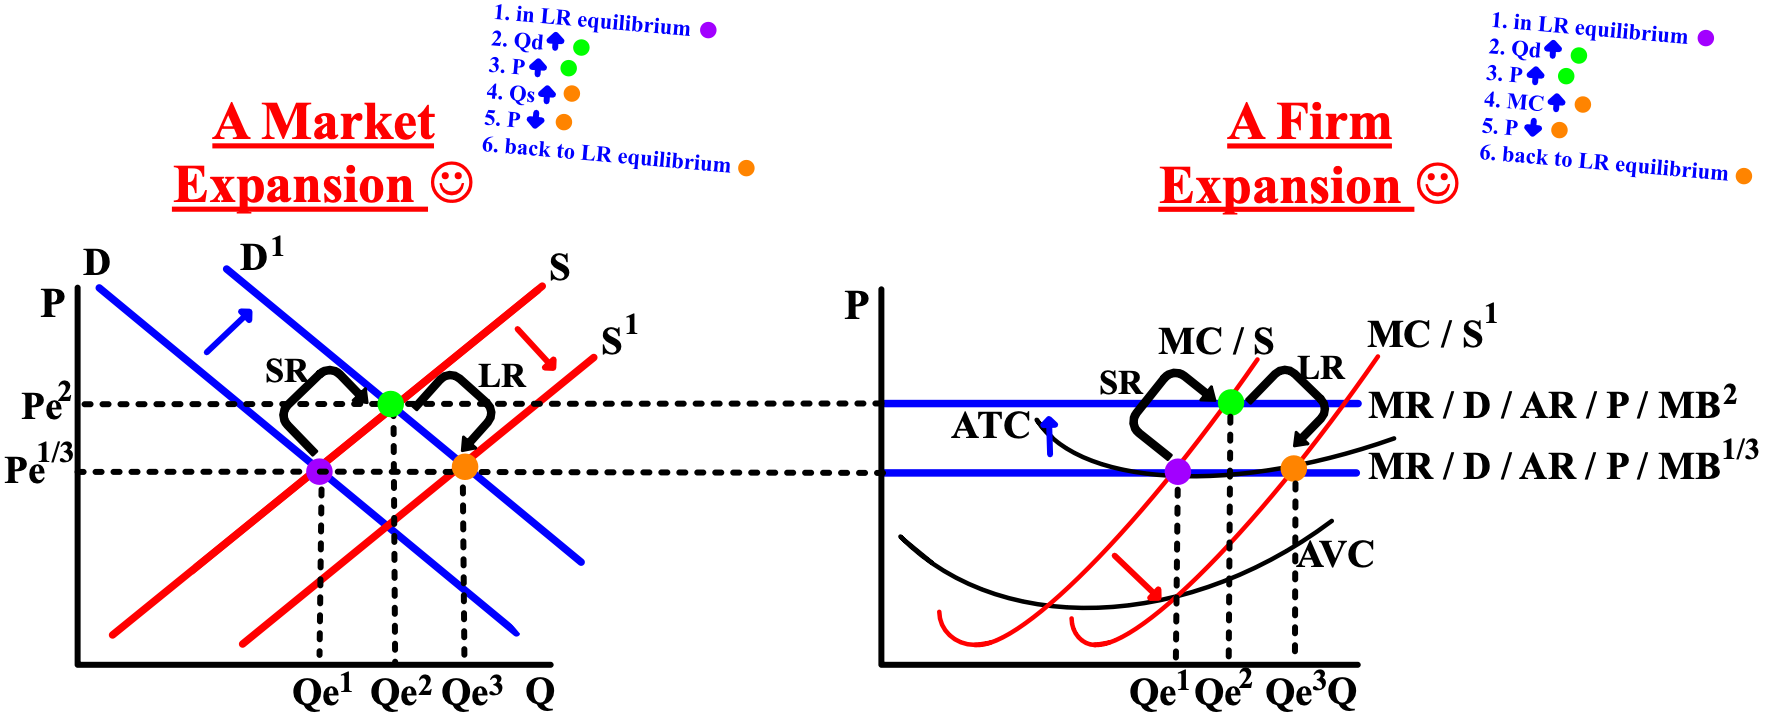 1. in LR equilibrium
2. Qd
3. P
4. Qs
5. P
6. back to LR equilibrium
A Market
Expansion
P
D
D¹
S
S¹
SR
LR
Pe²
Pe¹/³
Qe¹
Qe²
Qe³
Q
1. in LR equilibrium
2. Qd
3. P
4. MC
5. P
6. back to LR equilibrium
A Firm
Expansion
P
MC / S
MC / S¹
SR
LR
ATC
MR / D / AR / P / MB²
MR / D / AR / P / MB¹/³
AVC
Qe¹
Qe²
Qe³
Q